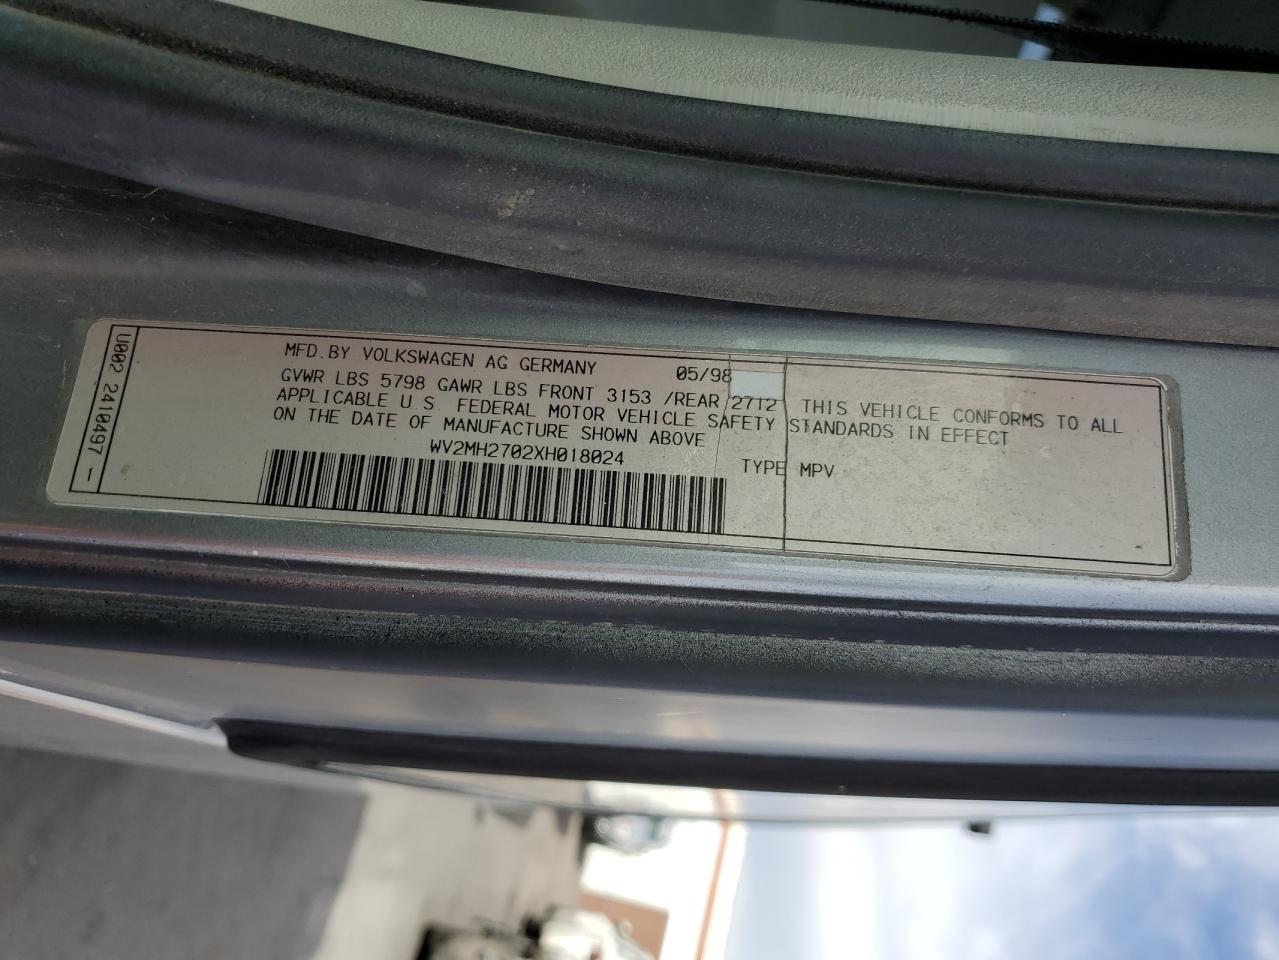 MFD.BY VOLKSWAGEN AG GERMANY 05/98
GVWR LBS 5798 GAWR LBS FRONT 3153 /REAR 2712 THIS VEHICLE CONFORMS TO ALL
APPLICABLE U.S. FEDERAL MOTOR VEHICLE SAFETY STANDARDS IN EFFECT
ON THE DATE OF MANUFACTURE SHOWN ABOVE
WV2MH2702XH018024 TYPE MPV
U002 2410497 -